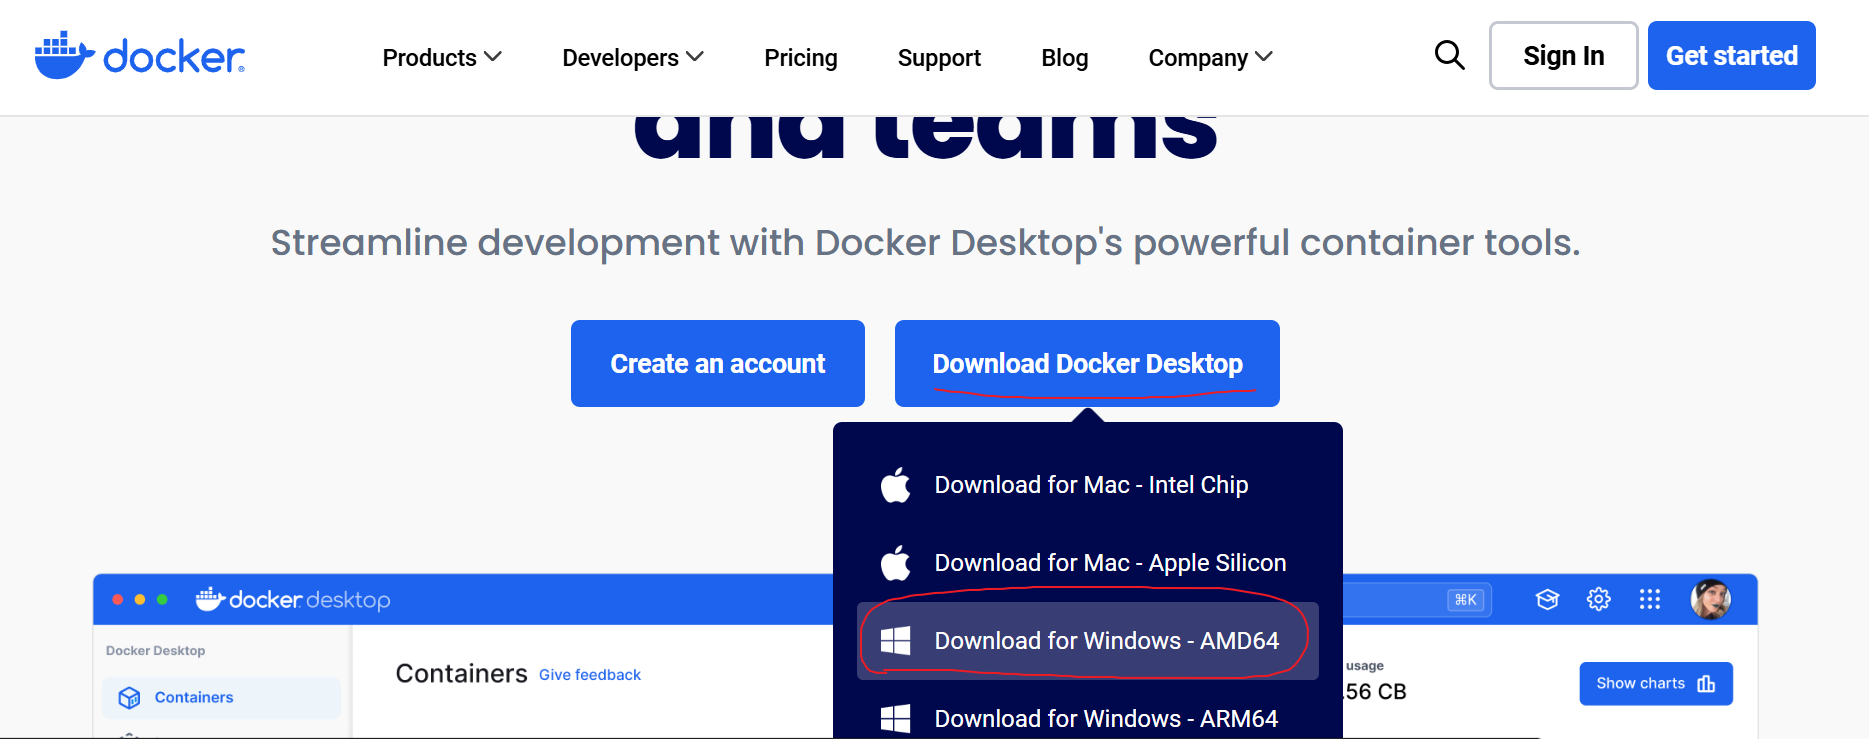 docker
Products
Developers
Pricing
Support
Blog
Company
Sign In
Get started
and teams
Streamline development with Docker Desktop's powerful container tools.
Create an account
Download Docker Desktop
Download for Mac - Intel Chip
Download for Mac - Apple Silicon
Download for Windows - AMD64
Download for Windows - ARM64
docker desktop
⌘K
Docker Desktop
Containers
Containers
Give feedback
usage
.56 CB
Show charts